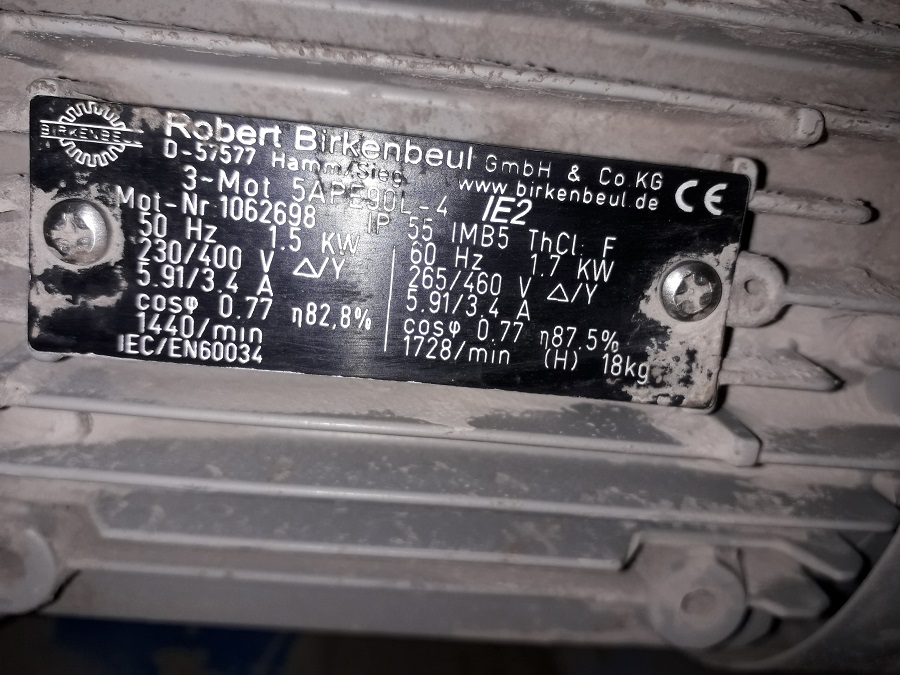 BIRKENBEUL
Robert Birkenbeul GmbH & Co. KG
D-57577 Hamm/Sieg www.birkenbeul.de CE
3-Mot 5APE90L-4 IE2
Mot-Nr 1062698 IP 55 IMB5 ThCl. F
50 Hz 1.5 KW
230/400 V △/Y
5.91/3.4 A
cosφ 0.77 η82,8%
1440/min
IEC/EN60034
60 Hz 1.7 KW
265/460 V △/Y
5.91/3.4 A
cosφ 0.77 η87.5%
1728/min (H) 18kg